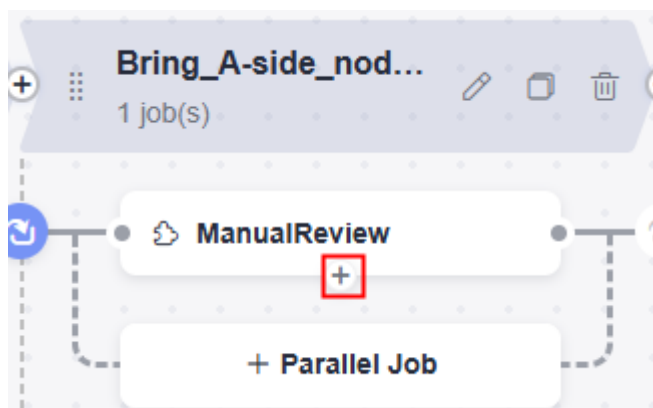 Bring_A-side_nod...
1 job(s)
ManualReview
+ Parallel Job